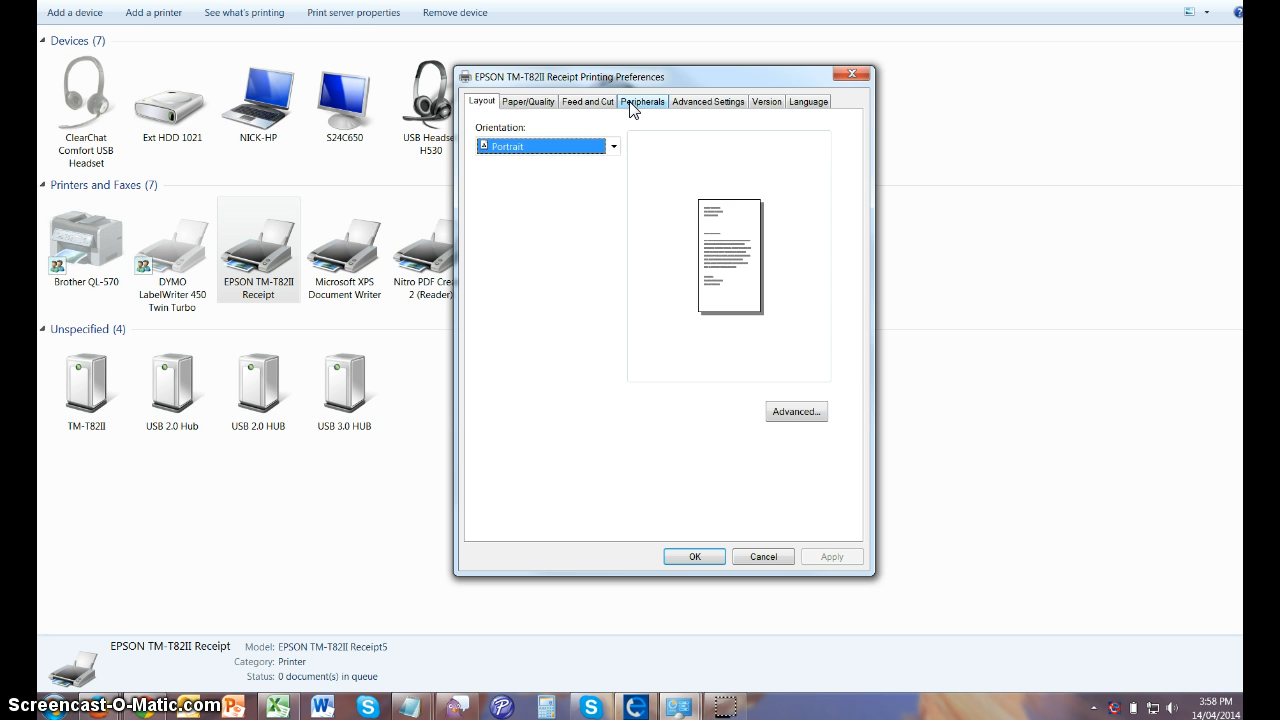 Add a device Add a printer See what's printing Print server properties Remove device
Devices (7)
ClearChat
Comfort USB
Headset
Ext HDD 1021
NICK-HP
S24C650
USB Headset
H530
Printers and Faxes (7)
Brother QL-570
DYMO
LabelWriter 450
Twin Turbo
EPSON TM-T82II
Receipt
Microsoft XPS
Document Writer
Nitro PDF Cre
2 (Reader)
Unspecified (4)
TM-T82II
USB 2.0 Hub
USB 2.0 HUB
USB 3.0 HUB
EPSON TM-T82II Receipt Printing Preferences
Layout Paper/Quality Feed and Cut Peripherals Advanced Settings Version Language
Orientation:
Portrait
Advanced...
OK Cancel Apply
EPSON TM-T82II Receipt
Model: EPSON TM-T82II Receipt5
Category: Printer
Status: 0 document(s) in queue
Screencast-O-Matic.com
3:58 PM
14/04/2014